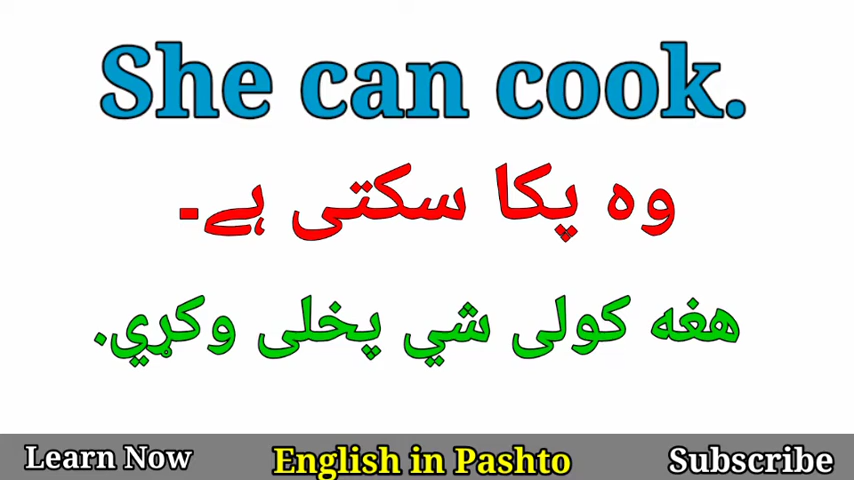 She can cook.
وہ پکا سکتی ہے۔
هغه کولی شي پخلی وکړي.
Learn Now English in Pashto Subscribe